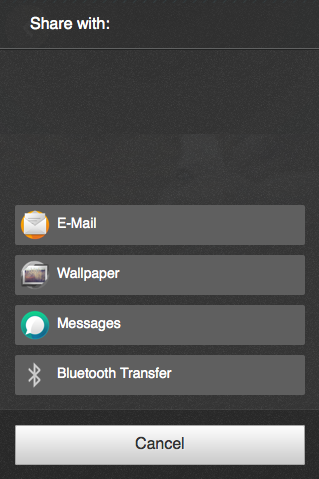 Share with:
E-Mail
Wallpaper
Messages
Bluetooth Transfer
Cancel